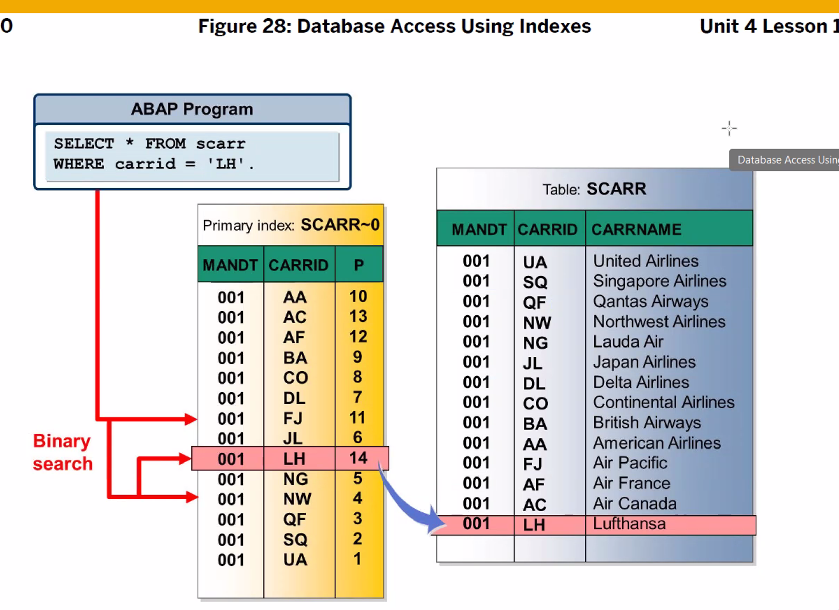 0
Figure 28: Database Access Using Indexes
Unit 4 Lesson 1
ABAP Program
SELECT * FROM scarr
WHERE carrid = 'LH'.
Database Access Usin
Binary
search
Primary index: SCARR~0
MANDT CARRID P
001 AA 10
001 AC 13
001 AF 12
001 BA 9
001 CO 8
001 DL 7
001 FJ 11
001 JL 6
001 LH 14
001 NG 5
001 NW 4
001 QF 3
001 SQ 2
001 UA 1
Table: SCARR
MANDT CARRID CARRNAME
001 UA United Airlines
001 SQ Singapore Airlines
001 QF Qantas Airways
001 NW Northwest Airlines
001 NG Lauda Air
001 JL Japan Airlines
001 DL Delta Airlines
001 CO Continental Airlines
001 BA British Airways
001 AA American Airlines
001 FJ Air Pacific
001 AF Air France
001 AC Air Canada
001 LH Lufthansa